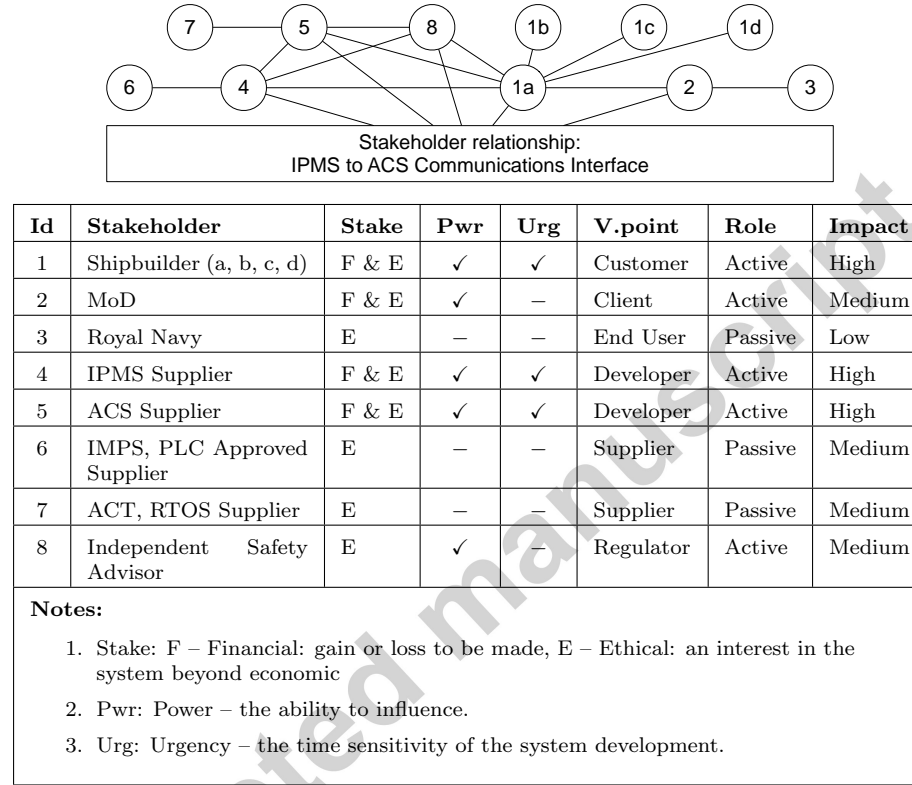 7 5 8 1b 1c 1d
6 4 1a 2 3
Stakeholder relationship:
IPMS to ACS Communications Interface
Id Stakeholder Stake Pwr Urg V.point Role Impact
1 Shipbuilder (a, b, c, d) F & E ✓ ✓ Customer Active High
2 MoD F & E ✓ − Client Active Medium
3 Royal Navy E − − End User Passive Low
4 IPMS Supplier F & E ✓ ✓ Developer Active High
5 ACS Supplier F & E ✓ ✓ Developer Active High
6 IMPS, PLC Approved E − − Supplier Passive Medium
Supplier
7 ACT, RTOS Supplier E − − Supplier Passive Medium
8 Independent Safety E ✓ − Regulator Active Medium
Advisor
Notes:
1. Stake: F – Financial: gain or loss to be made, E – Ethical: an interest in the
system beyond economic
2. Pwr: Power – the ability to influence.
3. Urg: Urgency – the time sensitivity of the system development.
manuscript